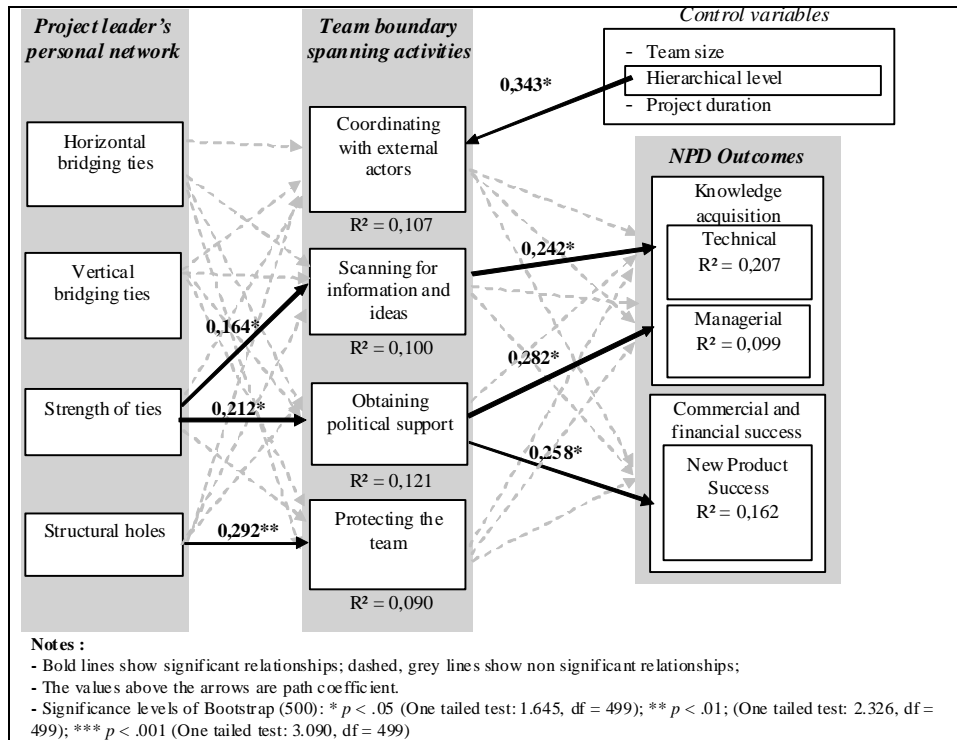 Project leader's
personal network
Team boundary
spanning activities
Control variables
- Team size
Hierarchical level
- Project duration
0,343*
Horizontal
bridging ties
Vertical
bridging ties
Strength of ties
Structural holes
0,164*
0,212*
0,292**
Coordinating
with external
actors
R² = 0,107
Scanning for
information and
ideas
R² = 0,100
Obtaining
political support
R² = 0,121
Protecting the
team
R² = 0,090
0,242*
0,282*
0,258*
NPD Outcomes
Knowledge
acquisition
Technical
R² = 0,207
Managerial
R² = 0,099
Commercial and
financial success
New Product
Success
R² = 0,162
Notes :
- Bold lines show significant relationships; dashed, grey lines show non significant relationships;
- The values above the arrows are path coefficient.
- Significance levels of Bootstrap (500): * p < .05 (One tailed test: 1.645, df = 499); ** p < .01; (One tailed test: 2.326, df =
499); *** p < .001 (One tailed test: 3.090, df = 499)